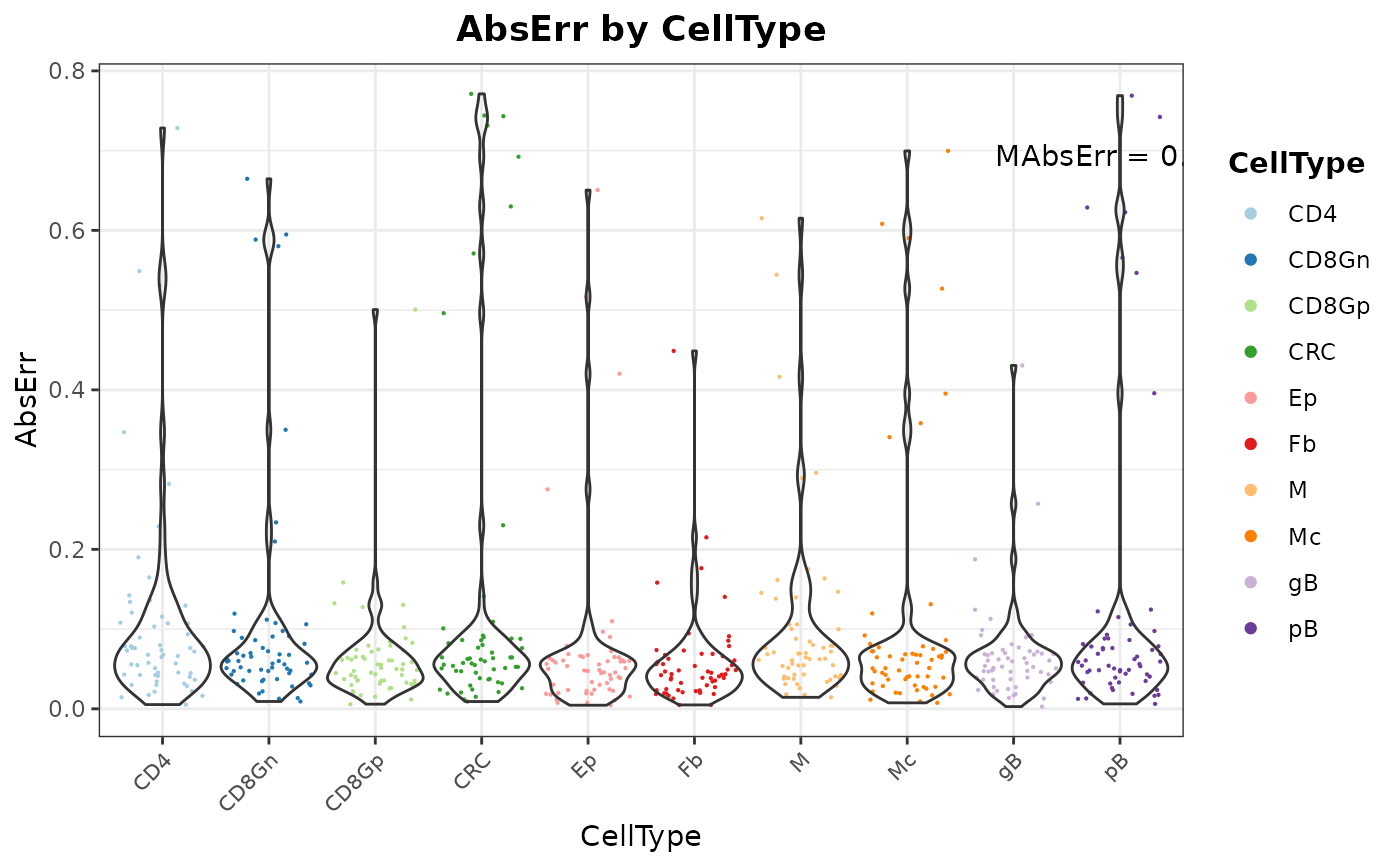 AbsErr by CellType
0.8
0.6
0.4
0.2
0.0
AbsErr
MAbsErr = 0.
CD4
CD8Gn
CD8Gp
CRC
Ep
Fb
M
Mc
gB
pB
CellType
CellType
CD4
CD8Gn
CD8Gp
CRC
Ep
Fb
M
Mc
gB
pB